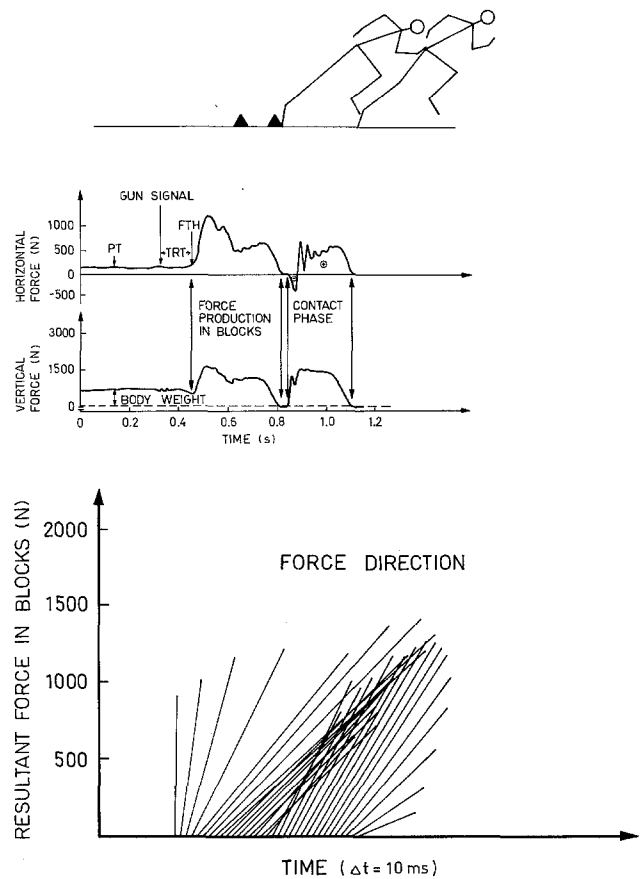 GUN SIGNAL
FTH
PT
TRT
HORIZONTAL
FORCE (N)
1000
500
0
-500
⊕
⊖
FORCE
PRODUCTION
IN BLOCKS
CONTACT
PHASE
VERTICAL
FORCE (N)
3000
1500
0
BODY WEIGHT
0 0.2 0.4 0.6 0.8 1.0 1.2
TIME (s)
RESULTANT FORCE IN BLOCKS (N)
2000
1500
1000
500
FORCE DIRECTION
TIME (Δt = 10 ms)